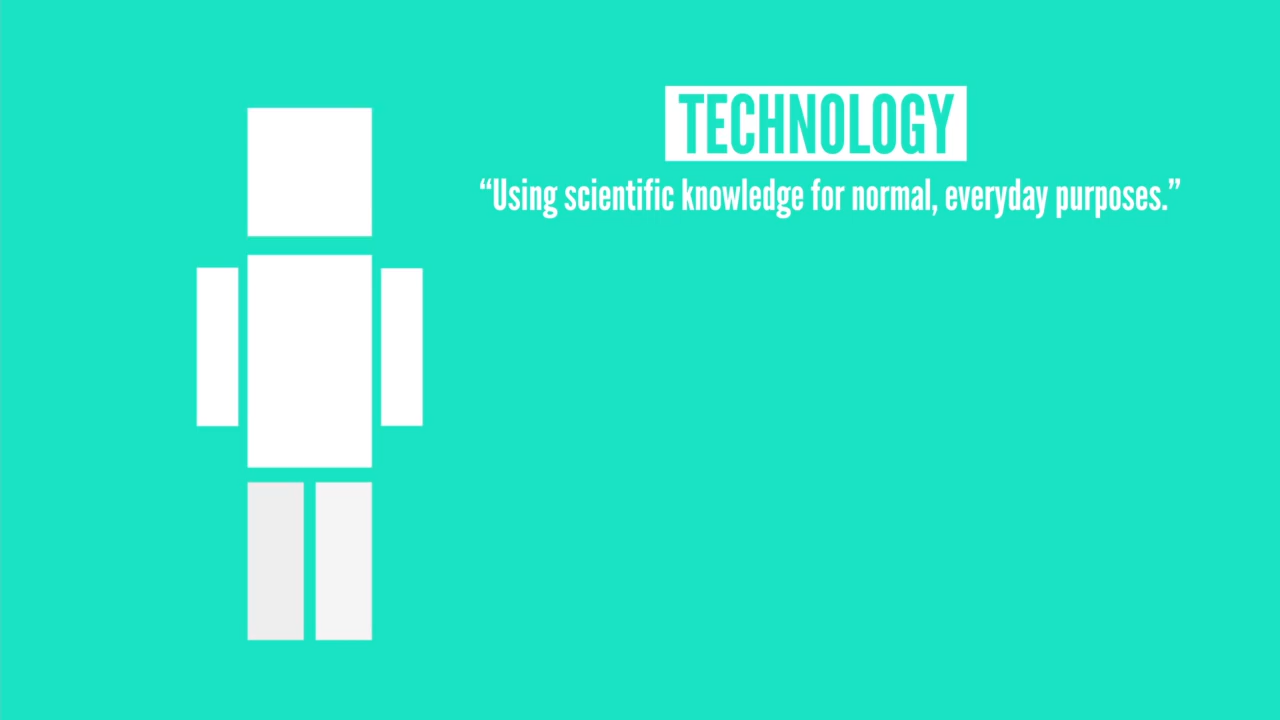 TECHNOLOGY
“Using scientific knowledge for normal, everyday purposes.”